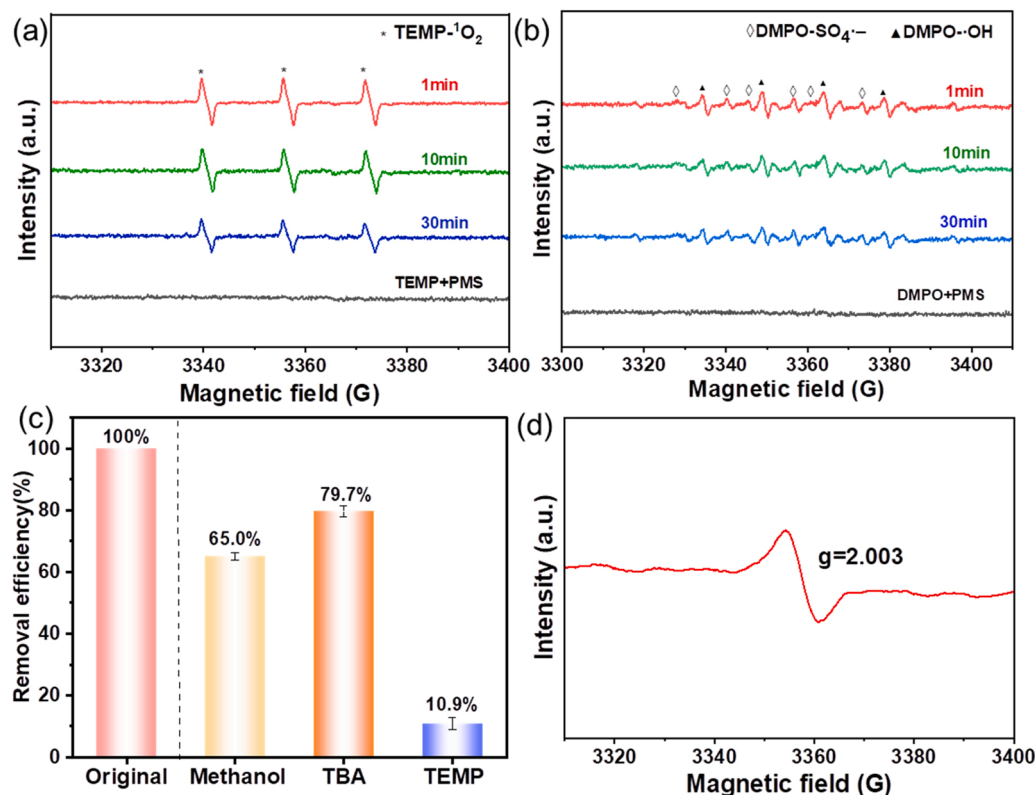 (a)
* TEMP-¹O₂
*
*
*
1min
10min
30min
TEMP+PMS
Intensity (a.u.)
3320 3340 3360 3380 3400
Magnetic field (G)
(b)
◊DMPO-SO₄·– ▲DMPO-·OH
1min
10min
30min
DMPO+PMS
Intensity (a.u.)
3300 3320 3340 3360 3380 3400
Magnetic field (G)
(c)
100%
65.0%
79.7%
10.9%
Removal efficiency(%)
100
80
60
40
20
0
Original Methanol TBA TEMP
(d)
g=2.003
Intensity (a.u.)
3320 3340 3360 3380 3400
Magnetic field (G)